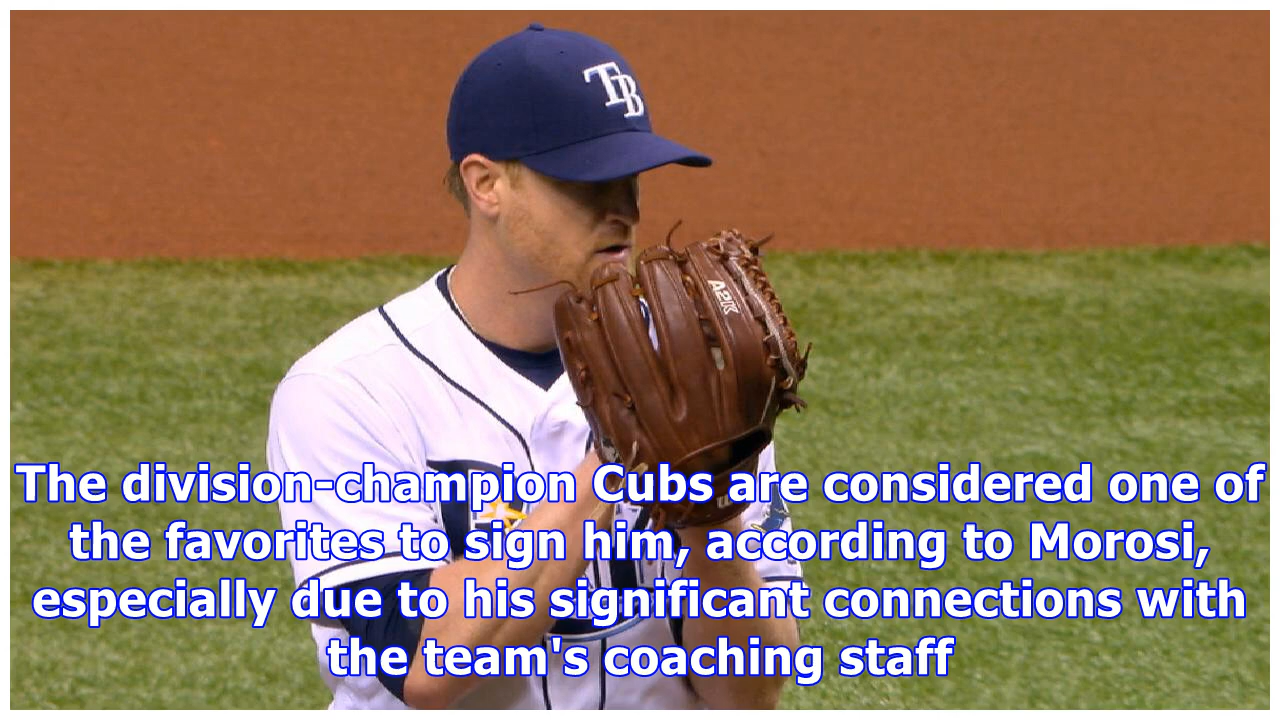 TB
A2K
The division-champion Cubs are considered one of
the favorites to sign him, according to Morosi,
especially due to his significant connections with
the team's coaching staff